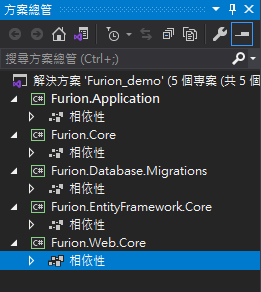 方案總管
搜尋方案總管 (Ctrl+;)
解決方案 'Furion_demo' (5 個專案 (共 5 個
C# Furion.Application
相依性
C# Furion.Core
相依性
C# Furion.Database.Migrations
相依性
C# Furion.EntityFramework.Core
相依性
C# Furion.Web.Core
相依性